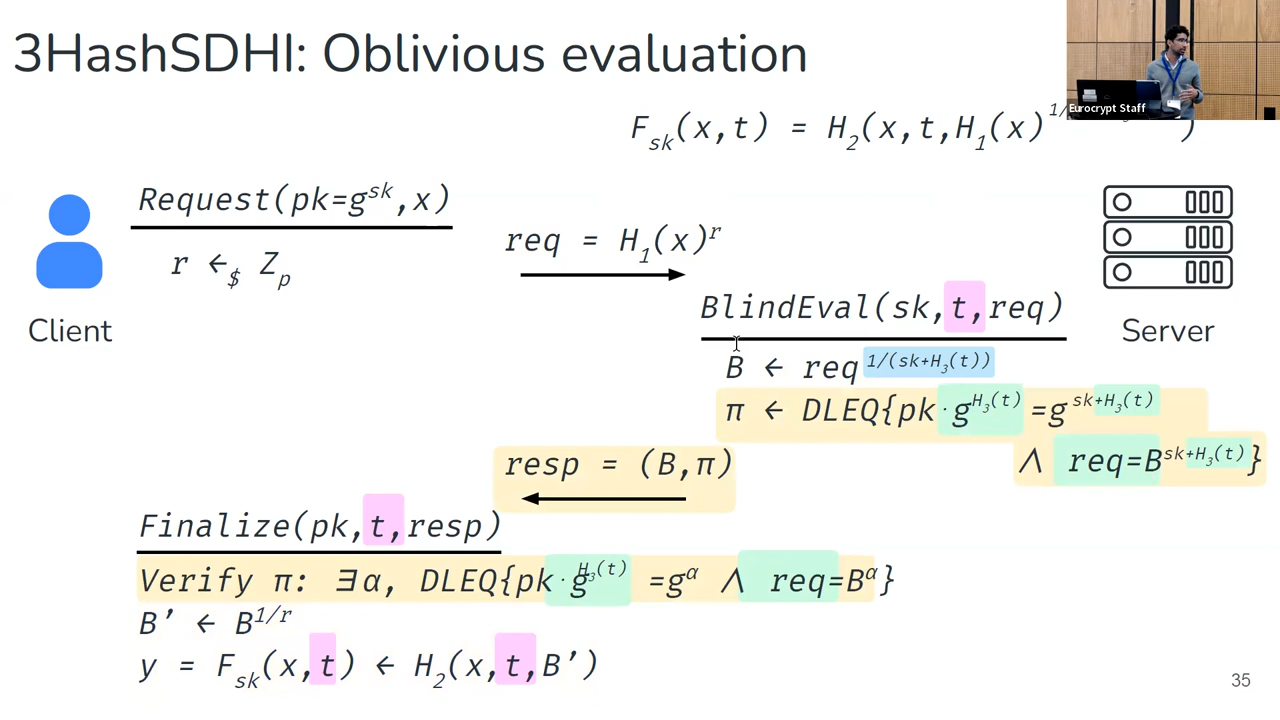 3HashSDHI: Oblivious evaluation
Eurocrypt Staff
F_sk(x,t) = H_2(x,t,H_1(x)^1/ )
Request(pk=g^sk,x)
r ←_$ Z_p
req = H_1(x)^r
Client
Server
BlindEval(sk,t,req)
B ← req^1/(sk+H_3(t))
π ← DLEQ{pk·g^H_3(t) =g^sk+H_3(t)
∧ req=B^sk+H_3(t)}
resp = (B,π)
Finalize(pk,t,resp)
Verify π: ∃α, DLEQ{pk·g^H_3(t) =g^α ∧ req=B^α}
B’ ← B^1/r
y = F_sk(x,t) ← H_2(x,t,B’)
35